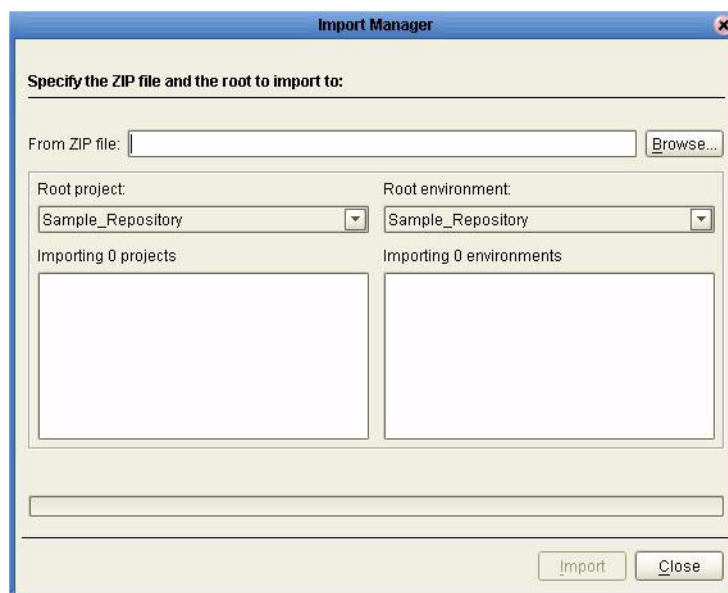 Import Manager
Specify the ZIP file and the root to import to:
From ZIP file: Browse...
Root project: Root environment:
Sample_Repository Sample_Repository
Importing 0 projects Importing 0 environments
Import Close